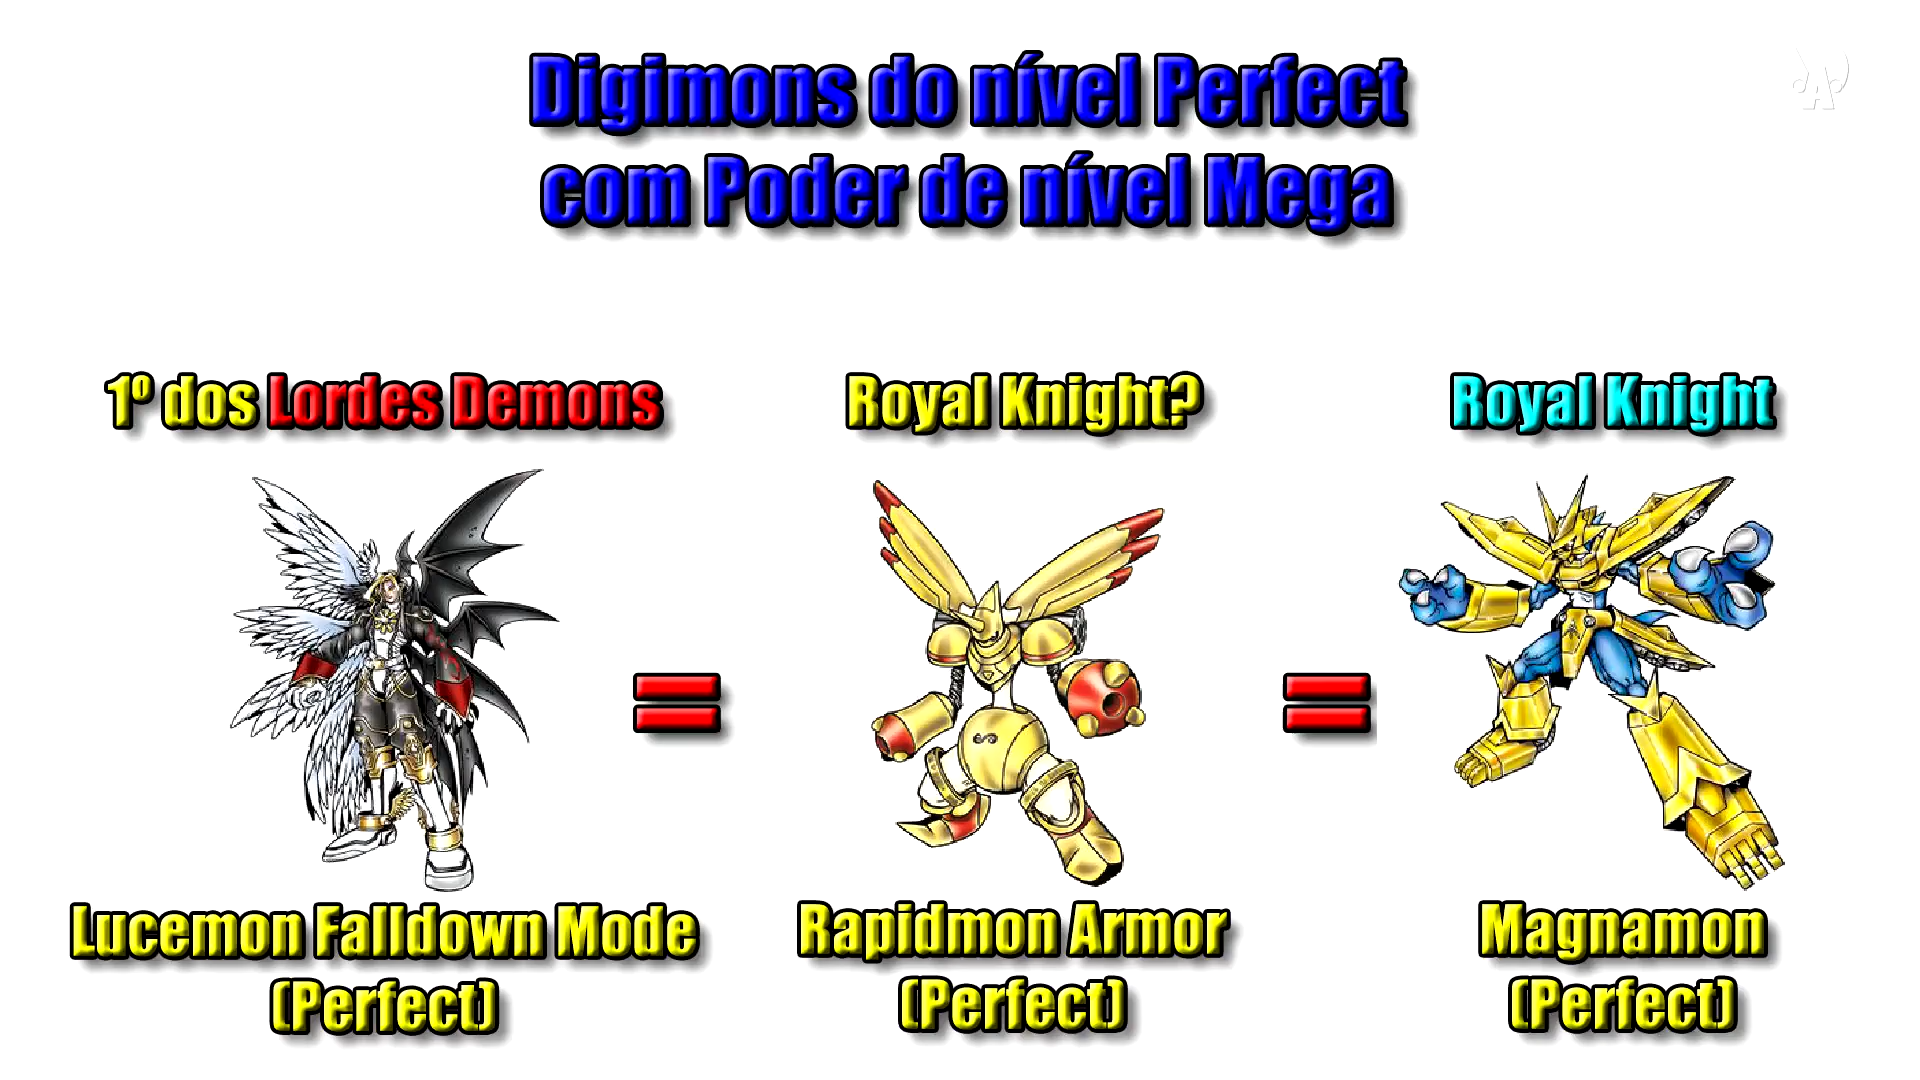 Digimons do nível Perfect
com Poder de nível Mega
1º dos Lordes Demons
Royal Knight?
Royal Knight
=
=
Lucemon Falldown Mode
(Perfect)
Rapidmon Armor
(Perfect)
Magnamon
(Perfect)